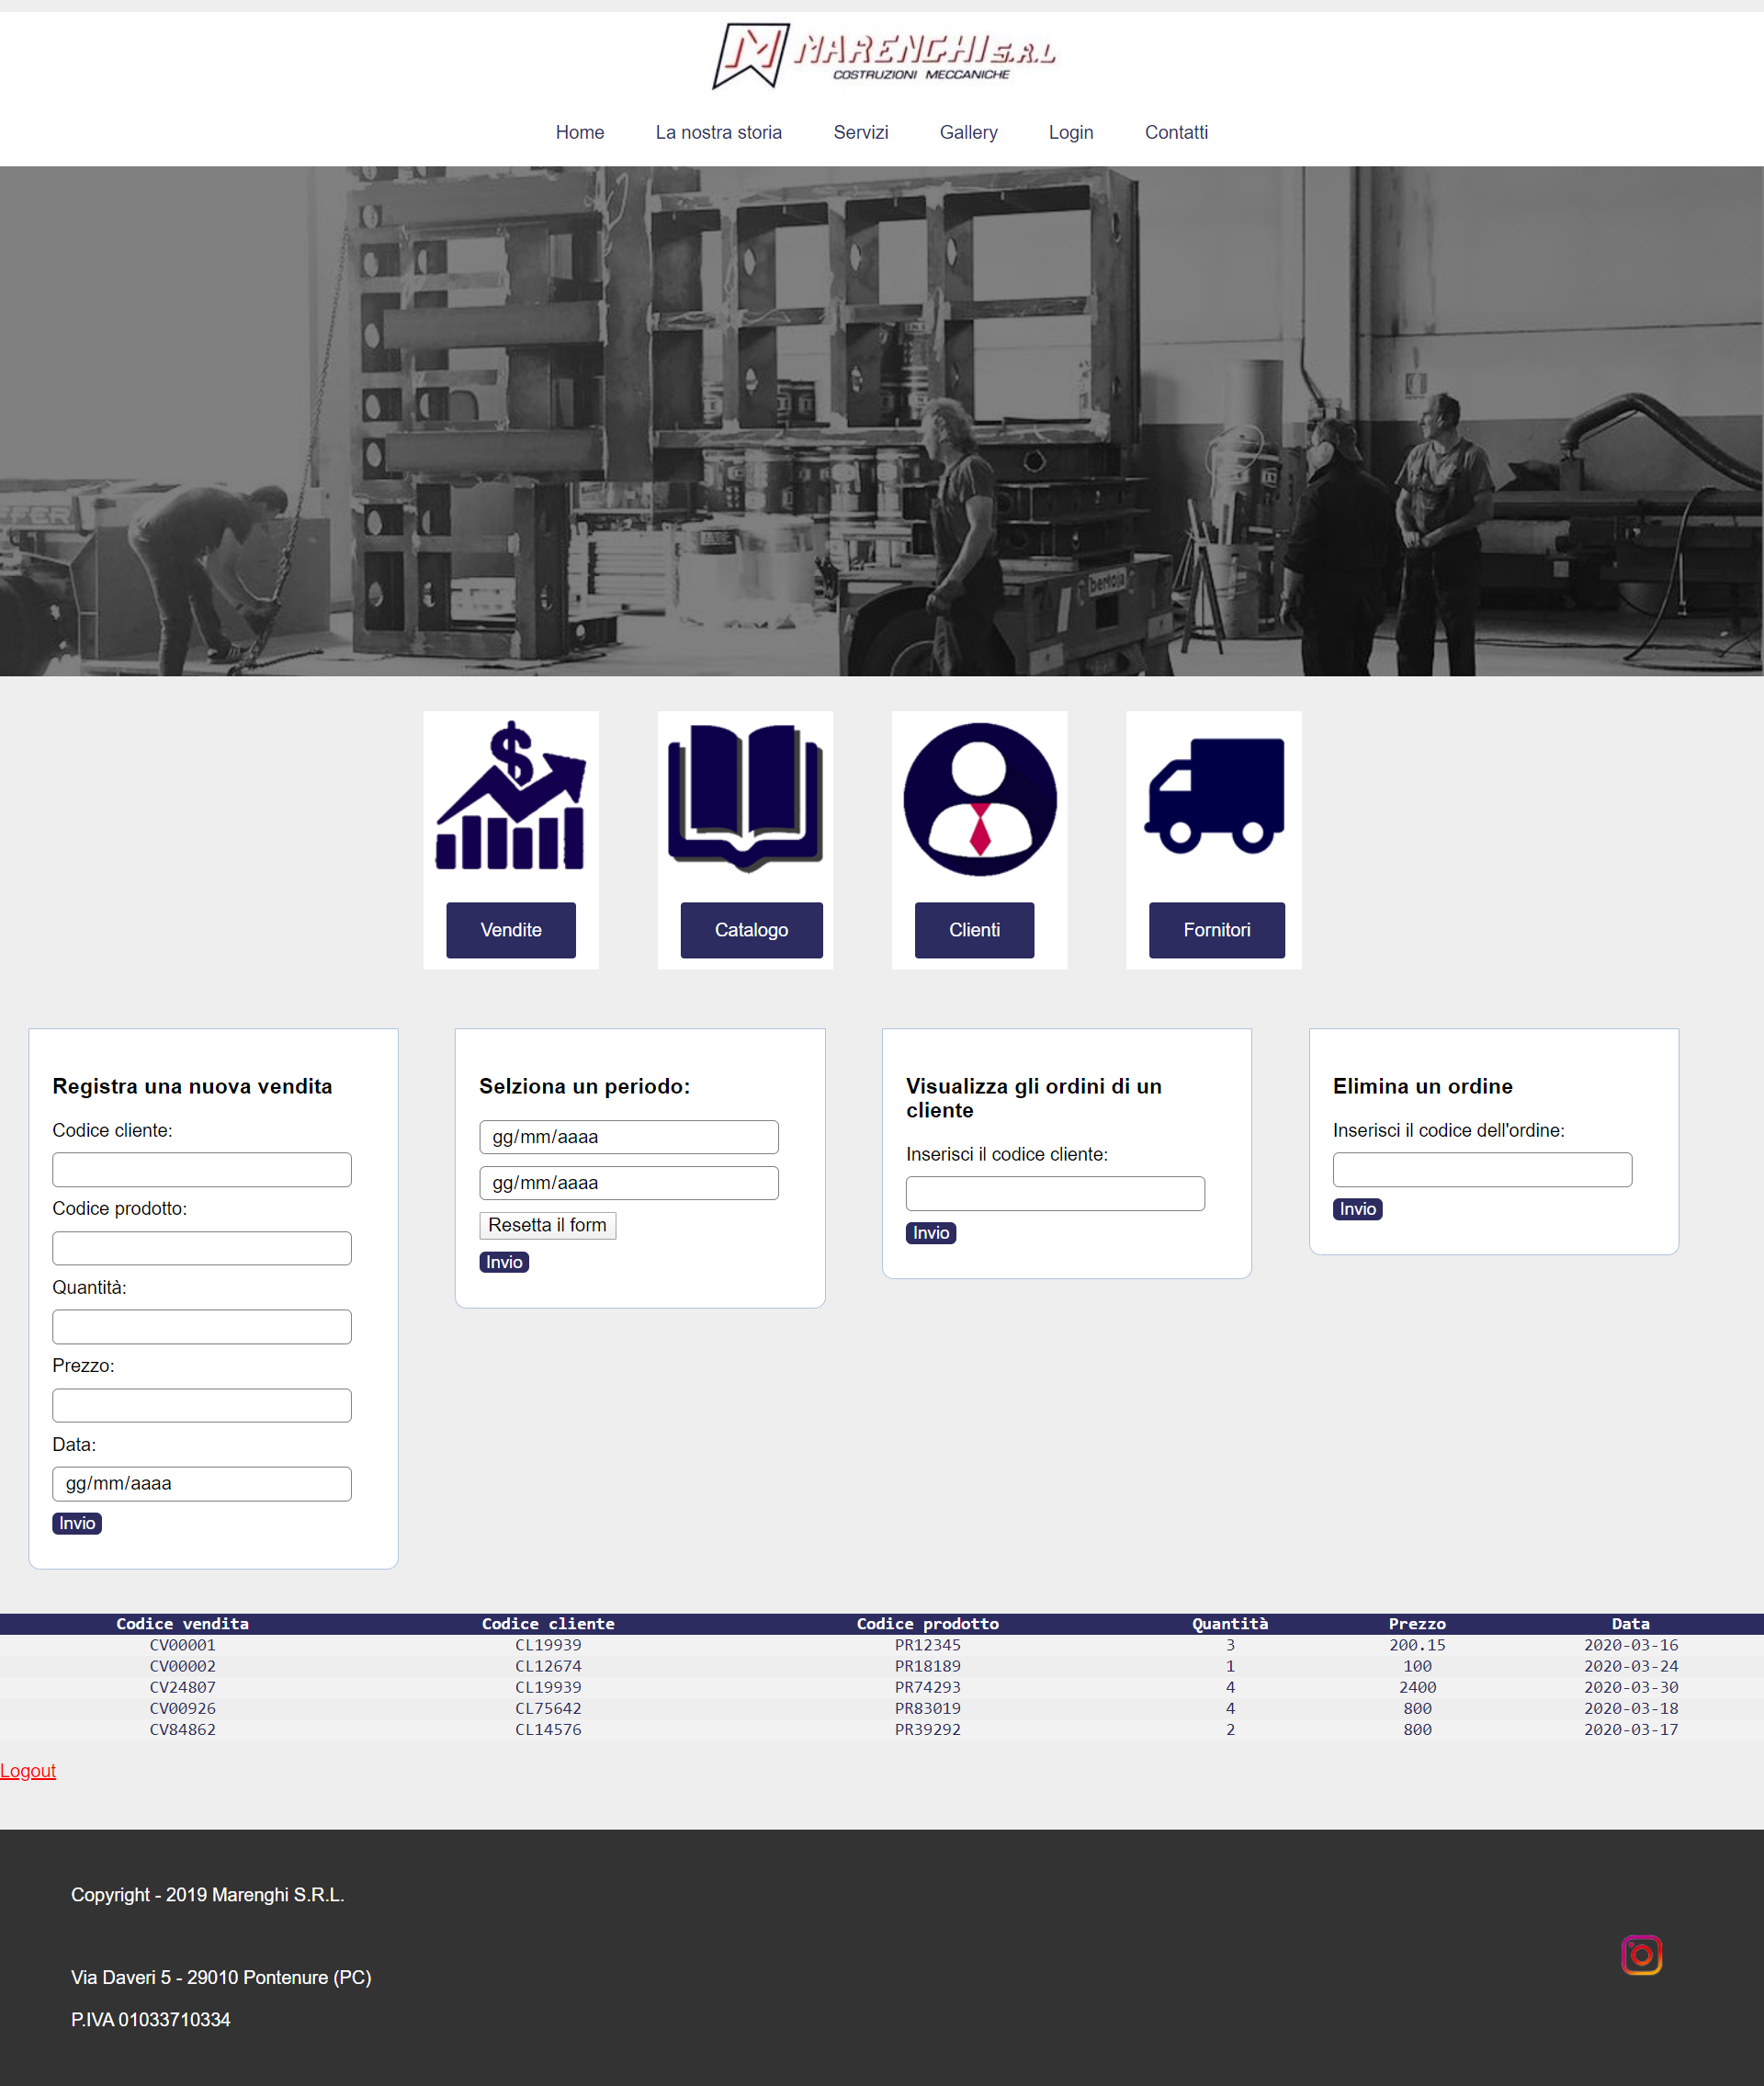 MARENGHI S.R.L
COSTRUZIONI MECCANICHE
Home La nostra storia Servizi Gallery Login Contatti
bertoja
Vendite Catalogo Clienti Fornitori
Registra una nuova vendita
Codice cliente:
Codice prodotto:
Quantità:
Prezzo:
Data:
gg/mm/aaaa
Invio
Selziona un periodo:
gg/mm/aaaa
gg/mm/aaaa
Resetta il form
Invio
Visualizza gli ordini di un
cliente
Inserisci il codice cliente:
Invio
Elimina un ordine
Inserisci il codice dell'ordine:
Invio
Codice vendita Codice cliente Codice prodotto Quantità Prezzo Data
CV00001 CL19939 PR12345 3 200.15 2020-03-16
CV00002 CL12674 PR18189 1 100 2020-03-24
CV24807 CL19939 PR74293 4 2400 2020-03-30
CV00926 CL75642 PR83019 4 800 2020-03-18
CV84862 CL14576 PR39292 2 800 2020-03-17
Logout
Copyright - 2019 Marenghi S.R.L.
Via Daveri 5 - 29010 Pontenure (PC)
P.IVA 01033710334